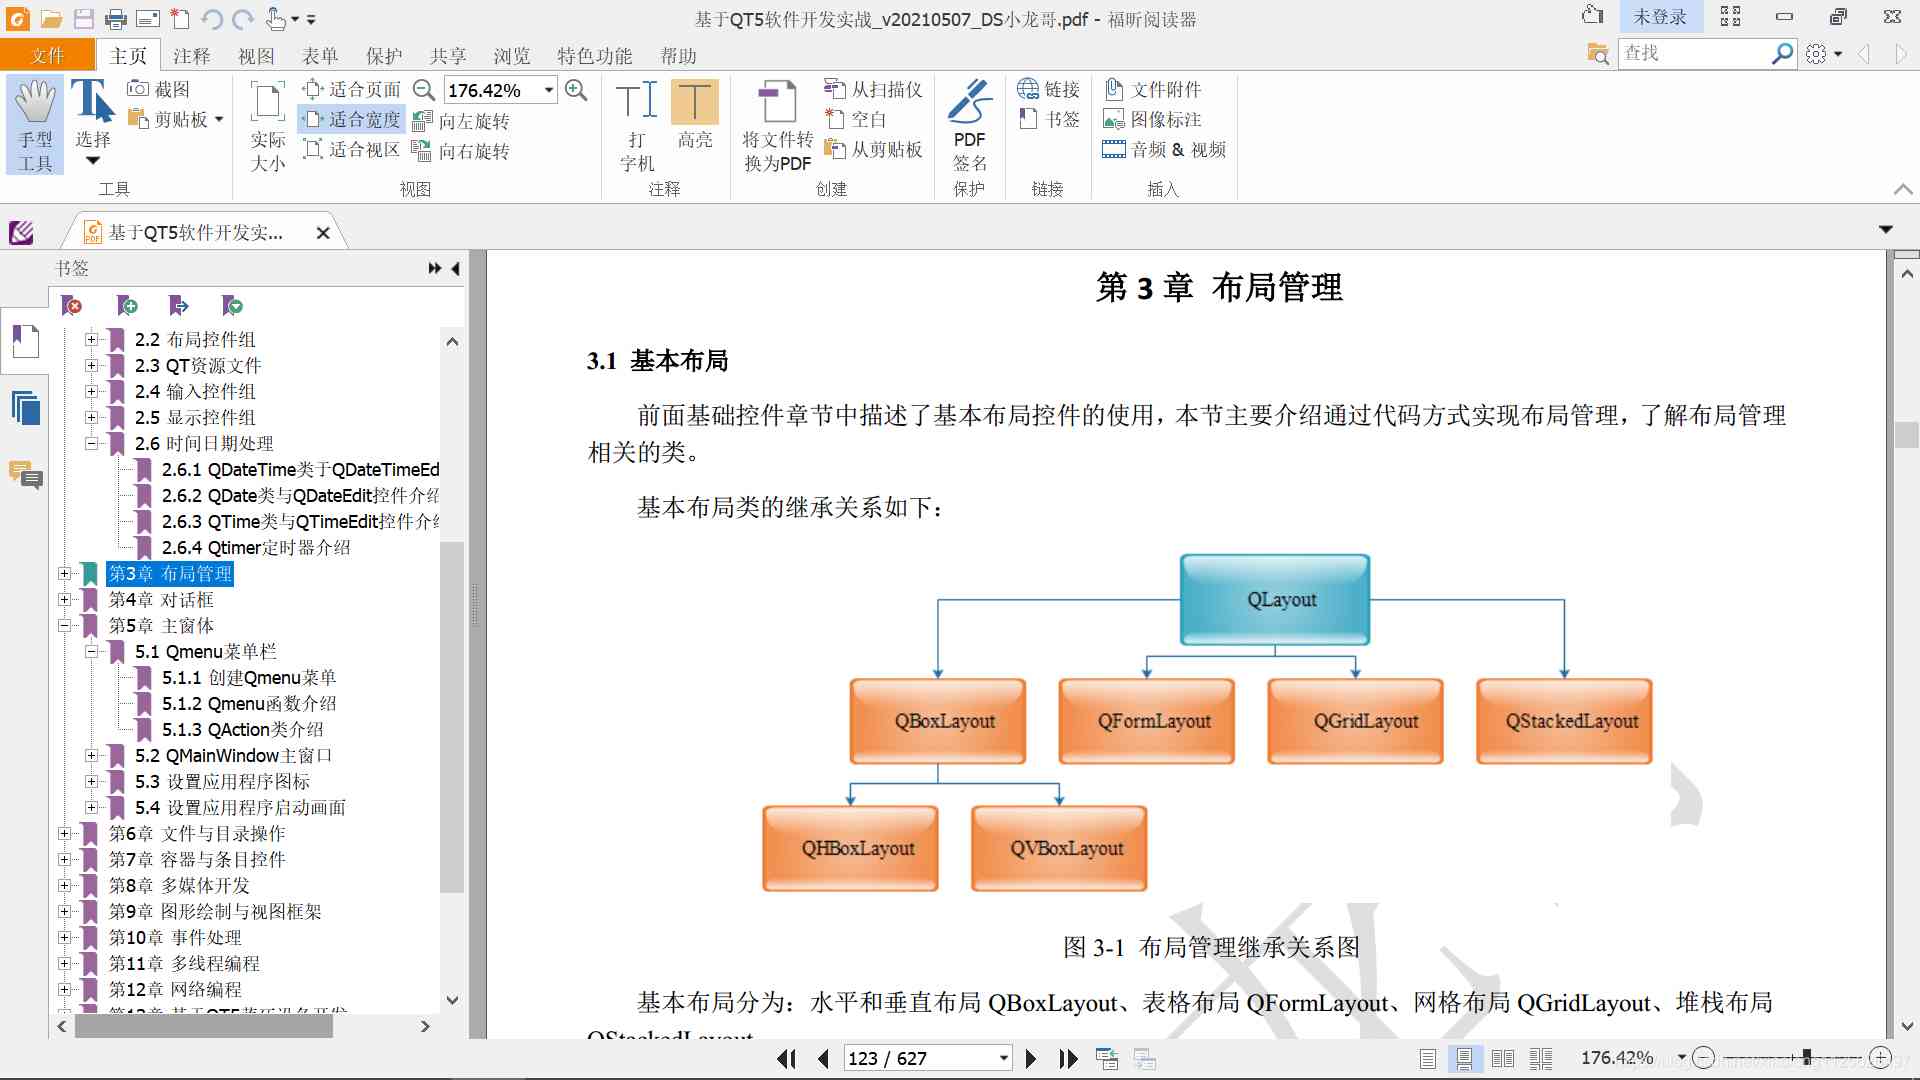 基于QT5软件开发实战_v20210507_DS小龙哥.pdf - 福昕阅读器
未登录
文件 主页 注释 视图 表单 保护 共享 浏览 特色功能 帮助
查找
手型
工具
选择
截图
剪贴板
工具
实际
大小
适合页面
适合宽度
适合视区
176.42%
向左旋转
向右旋转
视图
打
字机
高亮
注释
将文件转
换为PDF
从扫描仪
空白
从剪贴板
创建
PDF
签名
保护
链接
书签
链接
文件附件
图像标注
音频 & 视频
插入
基于QT5软件开发实...
书签
2.2 布局控件组
2.3 QT资源文件
2.4 输入控件组
2.5 显示控件组
2.6 时间日期处理
2.6.1 QDateTime类于QDateTimeEd
2.6.2 QDate类与QDateEdit控件介绍
2.6.3 QTime类与QTimeEdit控件介绍
2.6.4 Qtimer定时器介绍
第3章 布局管理
第4章 对话框
第5章 主窗体
5.1 Qmenu菜单栏
5.1.1 创建Qmenu菜单
5.1.2 Qmenu函数介绍
5.1.3 QAction类介绍
5.2 QMainWindow主窗口
5.3 设置应用程序图标
5.4 设置应用程序启动画面
第6章 文件与目录操作
第7章 容器与条目控件
第8章 多媒体开发
第9章 图形绘制与视图框架
第10章 事件处理
第11章 多线程编程
第12章 网络编程
第 3 章 布局管理
3.1 基本布局
前面基础控件章节中描述了基本布局控件的使用，本节主要介绍通过代码方式实现布局管理，了解布局管理
相关的类。
基本布局类的继承关系如下：
QLayout
QBoxLayout
QFormLayout
QGridLayout
QStackedLayout
QHBoxLayout
QVBoxLayout
图 3-1 布局管理继承关系图
基本布局分为：水平和垂直布局 QBoxLayout、表格布局 QFormLayout、网格布局 QGridLayout、堆栈布局
QStackedLayout
123 / 627
176.42%